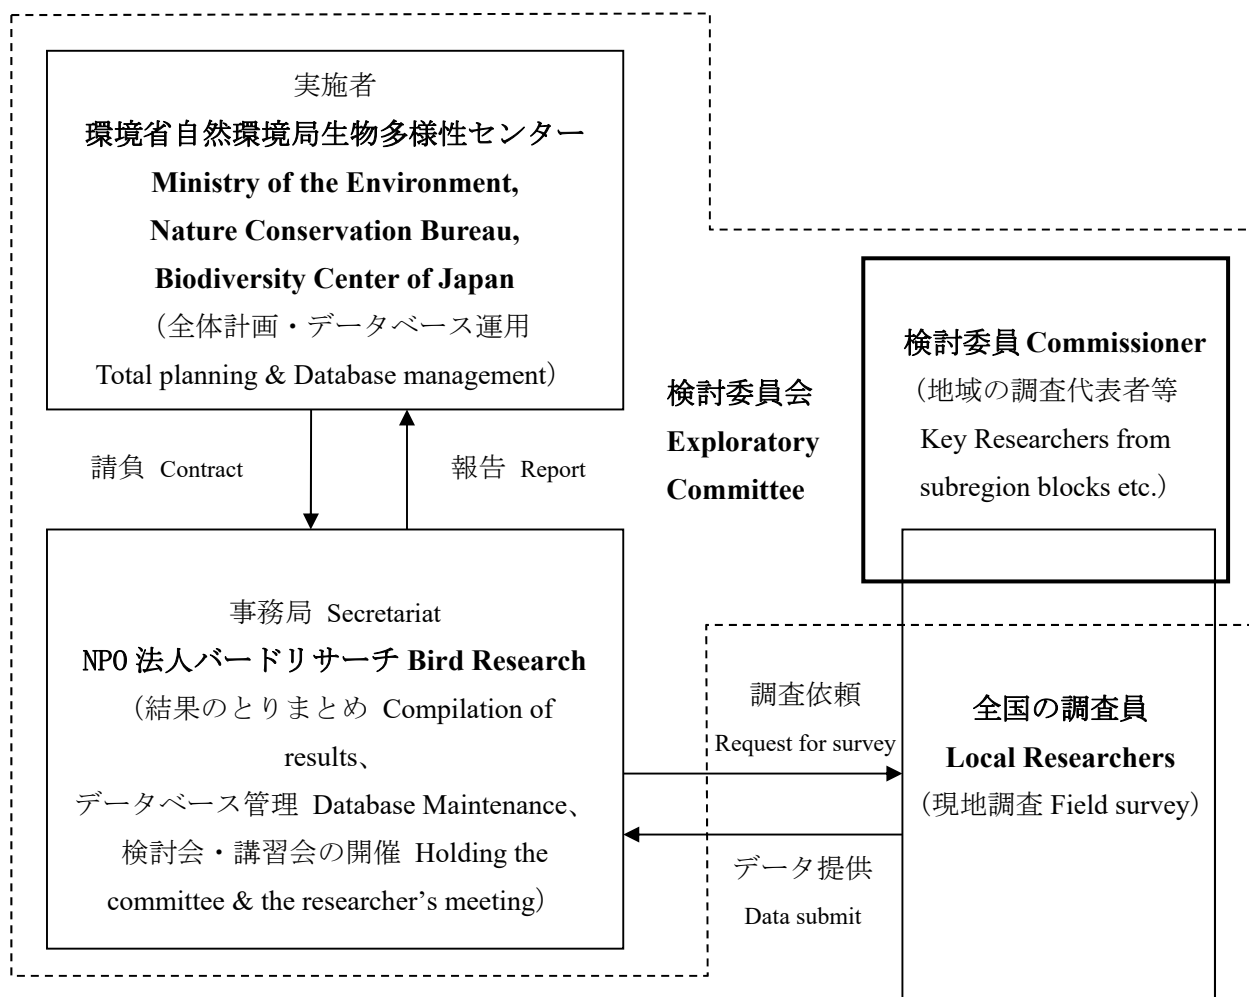 実施者
環境省自然環境局生物多様性センター
Ministry of the Environment,
Nature Conservation Bureau,
Biodiversity Center of Japan
（全体計画・データベース運用
Total planning & Database management）
請負 Contract
報告 Report
事務局 Secretariat
NPO 法人バードリサーチ Bird Research
（結果のとりまとめ Compilation of
results、
データベース管理 Database Maintenance、
検討会・講習会の開催 Holding the
committee & the researcher’s meeting）
検討委員会
Exploratory
Committee
検討委員 Commissioner
（地域の調査代表者等
Key Researchers from
subregion blocks etc.）
調査依頼
Request for survey
データ提供
Data submit
全国の調査員
Local Researchers
（現地調査 Field survey）